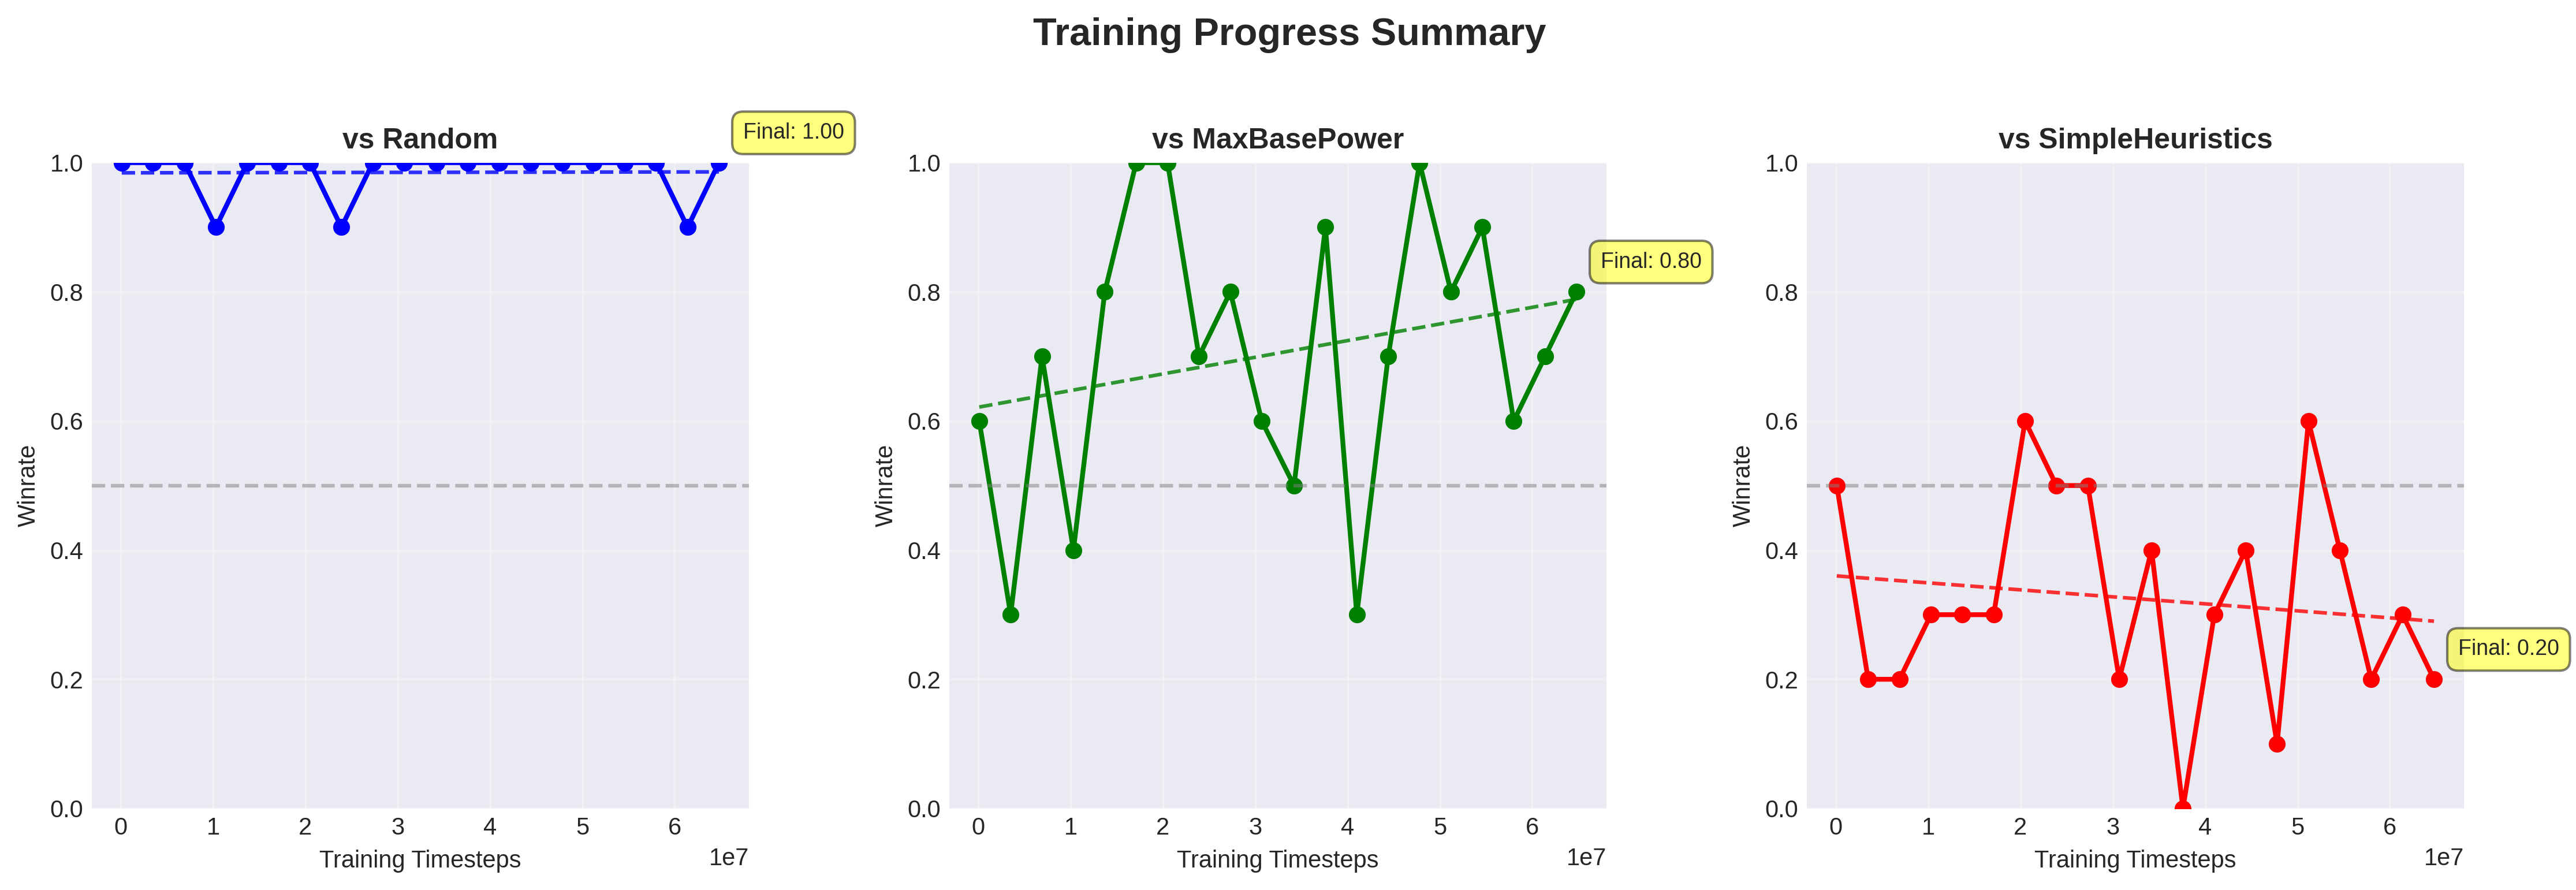 Training Progress Summary
vs Random
Final: 1.00
1.0
0.8
0.6
0.4
0.2
0.0
Winrate
0 1 2 3 4 5 6
1e7
Training Timesteps
vs MaxBasePower
Final: 0.80
1.0
0.8
0.6
0.4
0.2
0.0
Winrate
0 1 2 3 4 5 6
1e7
Training Timesteps
vs SimpleHeuristics
Final: 0.20
1.0
0.8
0.6
0.4
0.2
0.0
Winrate
0 1 2 3 4 5 6
1e7
Training Timesteps